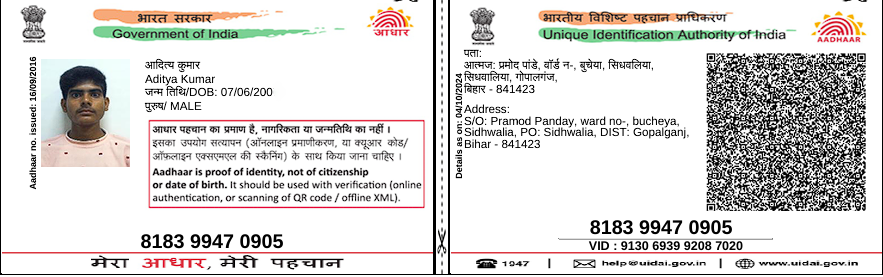 भारत सरकार
Government of India
आधार
Aadhaar no. issued: 16/09/2016
आदित्य कुमार
Aditya Kumar
जन्म तिथि/DOB: 07/06/200
पुरुष/ MALE
आधार पहचान का प्रमाण है, नागरिकता या जन्मतिथि का नहीं ।
इसका उपयोग सत्यापन (ऑनलाइन प्रमाणीकरण, या क्यूआर कोड/
ऑफलाइन एक्सएमएल की स्कैनिंग) के साथ किया जाना चाहिए ।
Aadhaar is proof of identity, not of citizenship
or date of birth. It should be used with verification (online
authentication, or scanning of QR code / offline XML).
8183 9947 0905
मेरा आधार, मेरी पहचान
भारतीय विशिष्ट पहचान प्राधिकरण
Unique Identification Authority of India
AADHAAR
Details as on: 04/10/2024
पता:
आत्मज: प्रमोद पांडे, वॉर्ड न-, बुचेया, सिधवलिया,
सिधवालिया, गोपालगंज,
बिहार - 841423
Address:
S/O: Pramod Panday, ward no-, bucheya,
Sidhwalia, PO: Sidhwalia, DIST: Gopalganj,
Bihar - 841423
8183 9947 0905
VID : 9130 6939 9208 7020
1947
help@uidai.gov.in
www.uidai.gov.in